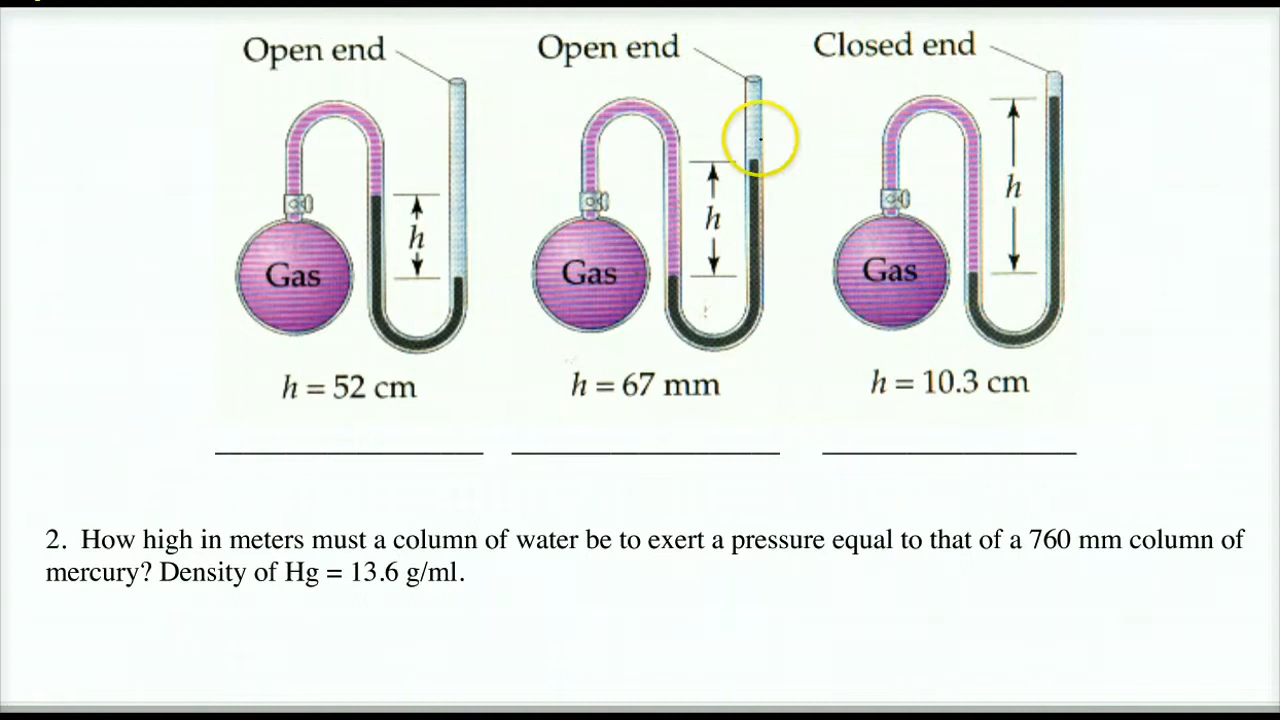 Open end
Open end
Closed end
h
h
h
Gas
Gas
Gas
h = 52 cm
h = 67 mm
h = 10.3 cm
2. How high in meters must a column of water be to exert a pressure equal to that of a 760 mm column of
mercury? Density of Hg = 13.6 g/ml.